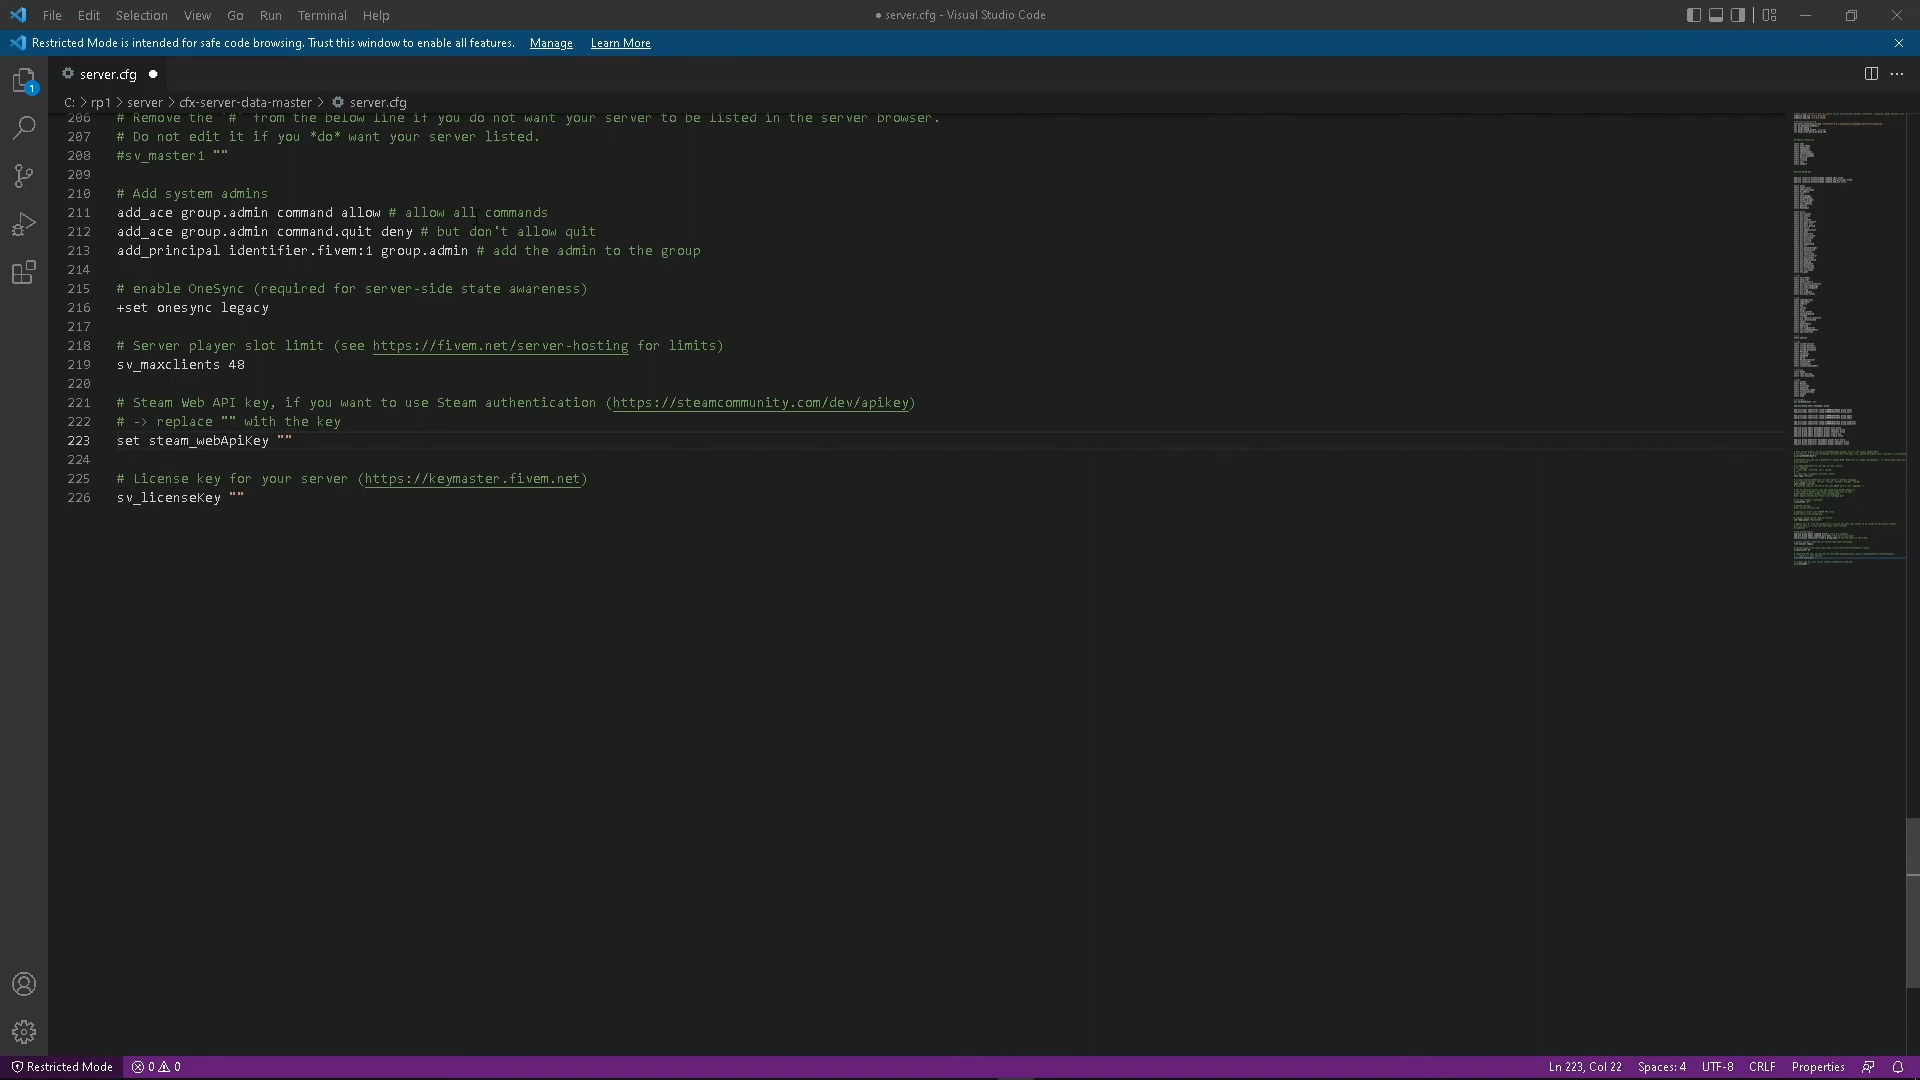 File Edit Selection View Go Run Terminal Help
● server.cfg - Visual Studio Code
Restricted Mode is intended for safe code browsing. Trust this window to enable all features. Manage Learn More
server.cfg ●
1
C: > rp1 > server > cfx-server-data-master > server.cfg
206 # Remove the `#` from the below line if you do not want your server to be listed in the server browser.
207 # Do not edit it if you *do* want your server listed.
208 #sv_master1 ""
209
210 # Add system admins
211 add_ace group.admin command allow # allow all commands
212 add_ace group.admin command.quit deny # but don't allow quit
213 add_principal identifier.fivem:1 group.admin # add the admin to the group
214
215 # enable OneSync (required for server-side state awareness)
216 +set onesync legacy
217
218 # Server player slot limit (see https://fivem.net/server-hosting for limits)
219 sv_maxclients 48
220
221 # Steam Web API key, if you want to use Steam authentication (https://steamcommunity.com/dev/apikey)
222 # -> replace "" with the key
223 set steam_webApiKey ""
224
225 # License key for your server (https://keymaster.fivem.net)
226 sv_licenseKey ""
Restricted Mode 0 0 Ln 223, Col 22 Spaces: 4 UTF-8 CRLF Properties